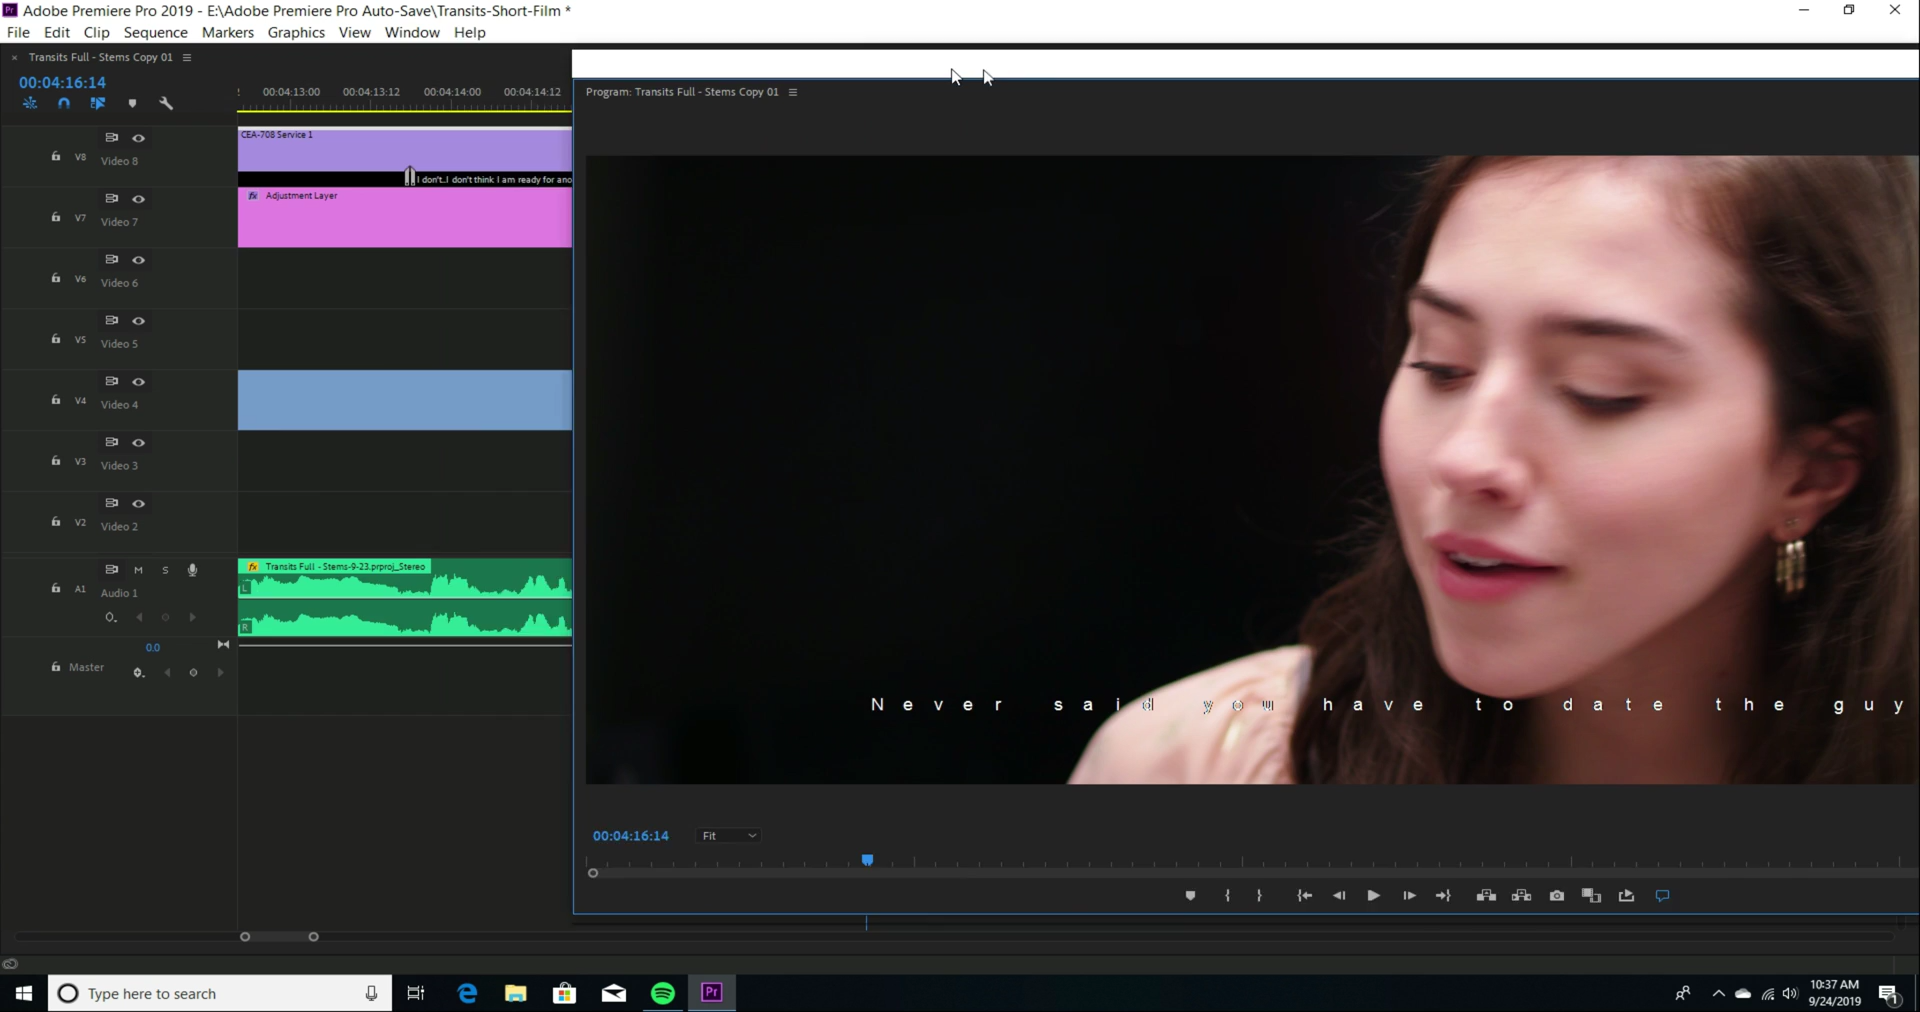 Adobe Premiere Pro 2019 - E:\Adobe Premiere Pro Auto-Save\Transits-Short-Film *
File Edit Clip Sequence Markers Graphics View Window Help
Transits Full - Stems Copy 01
00:04:16:14
00:04:13:00 00:04:13:12 00:04:14:00 00:04:14:12
Program: Transits Full - Stems Copy 01
V8 Video 8
CEA-708 Service 1
I don't..I don't think I am ready for ano
V7 Video 7
fx Adjustment Layer
V6 Video 6
V5 Video 5
V4 Video 4
V3 Video 3
V2 Video 2
M S
A1 Audio 1
fx Transits Full - Stems-9-23.prproj_Stereo
L
R
0.0
Master
Never said you have to date the guy
00:04:16:14 Fit
Type here to search
Pr
10:37 AM
9/24/2019
1